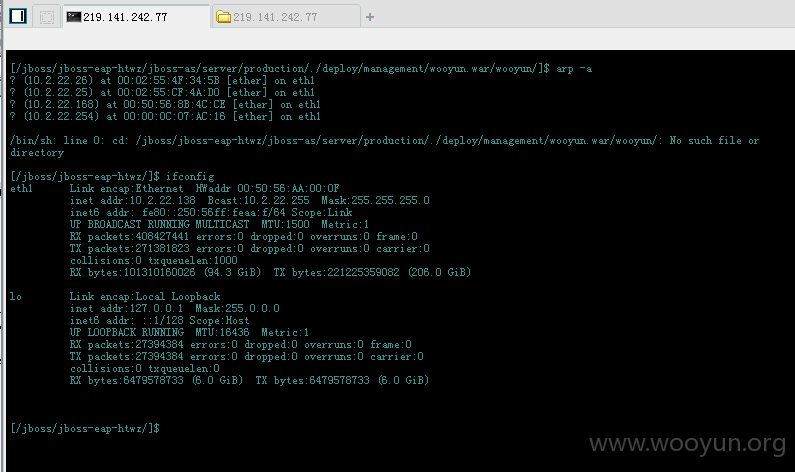 219.141.242.77 219.141.242.77 +
[/jboss/jboss-eap-htwz/jboss-as/server/production/./deploy/management/wooyun.war/wooyun/]$ arp -a
? (10.2.22.26) at 00:02:55:4F:34:5B [ether] on eth1
? (10.2.22.25) at 00:02:55:CF:4A:D0 [ether] on eth1
? (10.2.22.168) at 00:50:56:8B:4C:CE [ether] on eth1
? (10.2.22.254) at 00:00:0C:07:AC:16 [ether] on eth1
/bin/sh: line 0: cd: /jboss/jboss-eap-htwz/jboss-as/server/production/./deploy/management/wooyun.war/wooyun/: No such file or
directory
[/jboss/jboss-eap-htwz/]$ ifconfig
eth1 Link encap:Ethernet HWaddr 00:50:56:AA:00:0F
inet addr:10.2.22.138 Bcast:10.2.22.255 Mask:255.255.255.0
inet6 addr: fe80::250:56ff:feaa:f/64 Scope:Link
UP BROADCAST RUNNING MULTICAST MTU:1500 Metric:1
RX packets:408427441 errors:0 dropped:0 overruns:0 frame:0
TX packets:271381823 errors:0 dropped:0 overruns:0 carrier:0
collisions:0 txqueuelen:1000
RX bytes:101310160026 (94.3 GiB) TX bytes:221225359082 (206.0 GiB)
lo Link encap:Local Loopback
inet addr:127.0.0.1 Mask:255.0.0.0
inet6 addr: ::1/128 Scope:Host
UP LOOPBACK RUNNING MTU:16436 Metric:1
RX packets:27394384 errors:0 dropped:0 overruns:0 frame:0
TX packets:27394384 errors:0 dropped:0 overruns:0 carrier:0
collisions:0 txqueuelen:0
RX bytes:6479578733 (6.0 GiB) TX bytes:6479578733 (6.0 GiB)
[/jboss/jboss-eap-htwz/]$
www.wooyun.org